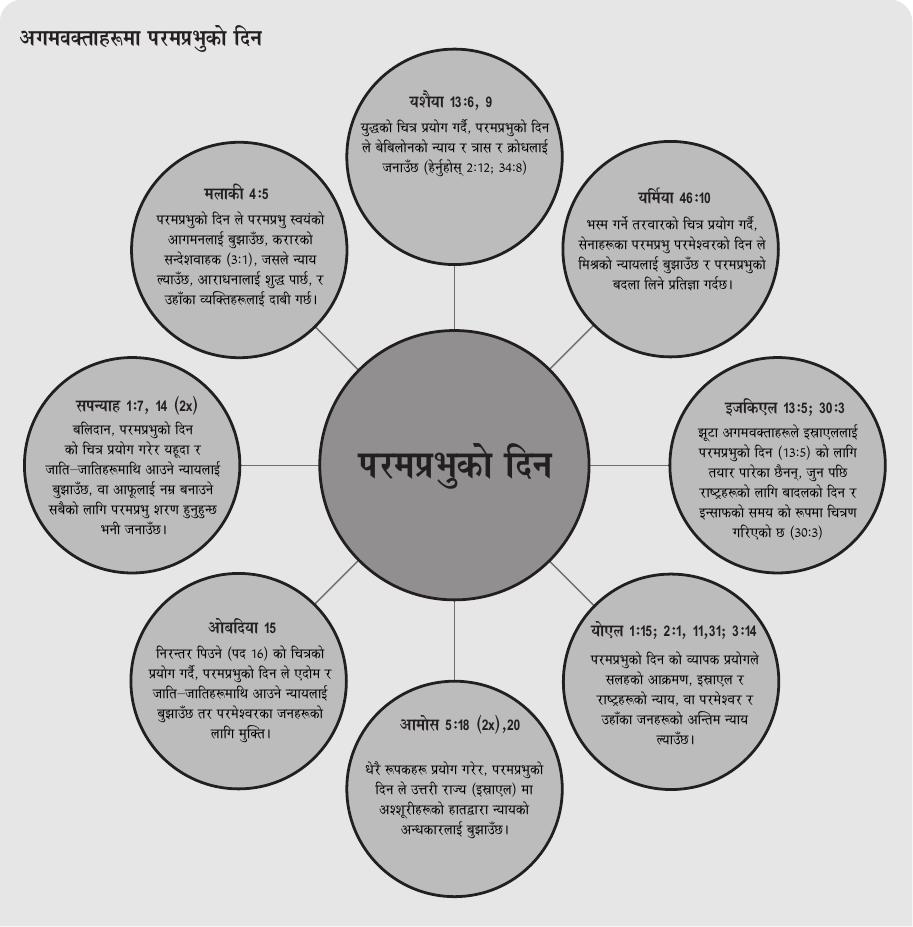 अगमवक्ताहरूमा परमप्रभुको दिन
यशैया 13:6, 9
युद्धको चित्र प्रयोग गर्दै, परमप्रभुको दिन
ले बेबिलोनको न्याय र त्रास र क्रोधलाई
जनाउँछ (हेर्नुहोस् 2:12; 34:8)
यर्मिया 46:10
भस्म गर्ने तरवारको चित्र प्रयोग गर्दै,
सेनाहरूका परमप्रभु परमेश्वरको दिन ले
मिश्रको न्यायलाई बुझाउँछ र परमप्रभुको
बदला लिने प्रतिज्ञा गर्दछ।
इजकिएल 13:5; 30:3
झूटा अगमवक्ताहरूले इस्राएललाई
परमप्रभुको दिन (13:5) को लागि
तयार पारेका छैनन्, जुन पछि
राष्ट्रहरूको लागि बादलको दिन र
इन्साफको समय को रूपमा चित्रण
गरिएको छ (30:3)
योएल 1:15; 2:1, 11,31; 3:14
परमप्रभुको दिन को व्यापक प्रयोगले
सलहको आक्रमण, इस्राएल र
राष्ट्रहरूको न्याय, वा परमेश्वर र
उहाँका जनहरूको अन्तिम न्याय
ल्याउँछ।
आमोस 5:18 (2x),20
धेरै रूपकहरू प्रयोग गरेर, परमप्रभुको
दिन ले उत्तरी राज्य (इस्राएल) मा
अश्शूरीहरूको हातद्वारा न्यायको
अन्धकारलाई बुझाउँछ।
ओबदिया 15
निरन्तर पिउने (पद 16) को चित्रको
प्रयोग गर्दै, परमप्रभुको दिन ले एदोम र
जाति–जातिहरूमाथि आउने न्यायलाई
बुझाउँछ तर परमेश्वरका जनहरूको
लागि मुक्ति।
सपन्याह 1:7, 14 (2x)
बलिदान, परमप्रभुको दिन
को चित्र प्रयोग गरेर यहूदा र
जाति–जातिहरूमाथि आउने न्यायलाई
बुझाउँछ, वा आफूलाई नम्र बनाउने
सबैको लागि परमप्रभु शरण हुनुहुन्छ
भनी जनाउँछ।
मलाकी 4:5
परमप्रभुको दिन ले परमप्रभु स्वयंको
आगमनलाई बुझाउँछ, करारको
सन्देशवाहक (3:1), जसले न्याय
ल्याउँछ, आराधनालाई शुद्ध पार्छ, र
उहाँका व्यक्तिहरूलाई दाबी गर्छ।
परमप्रभुको दिन